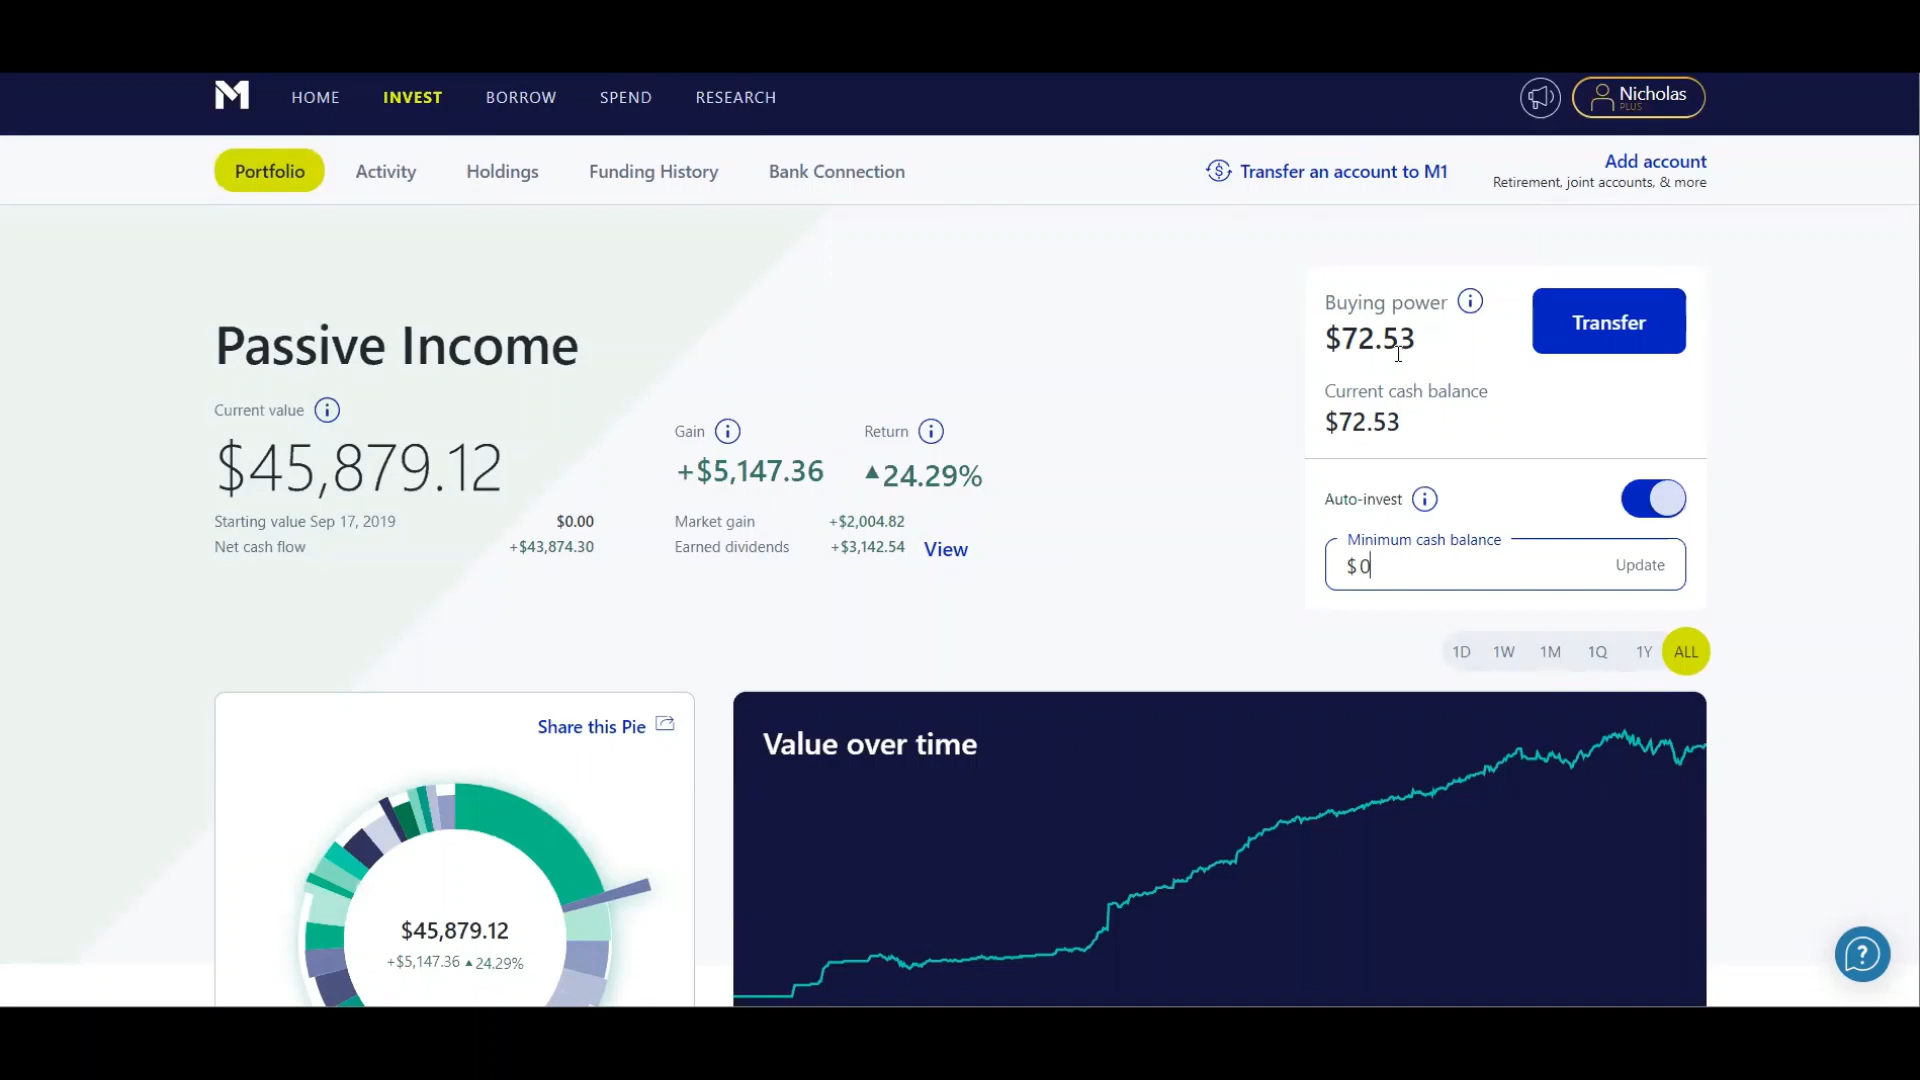 M HOME INVEST BORROW SPEND RESEARCH Nicholas
PLUS
Portfolio Activity Holdings Funding History Bank Connection Transfer an account to M1 Add account
Retirement, joint accounts, & more
Buying power i Transfer
$72.53
Passive Income
Current cash balance
$72.53
Current value i
$45,879.12
Gain i Return i
+$5,147.36 ▲24.29%
Auto-invest i
Starting value Sep 17, 2019 $0.00
Net cash flow +$43,874.30
Market gain +$2,004.82
Earned dividends +$3,142.54 View
Minimum cash balance
$0 Update
1D 1W 1M 1Q 1Y ALL
Share this Pie
$45,879.12
+$5,147.36 ▲24.29%
Value over time
?